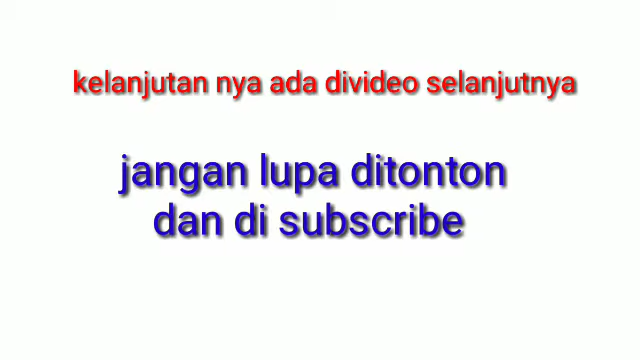 kelanjutan nya ada divideo selanjutnya
jangan lupa ditonton
dan di subscribe